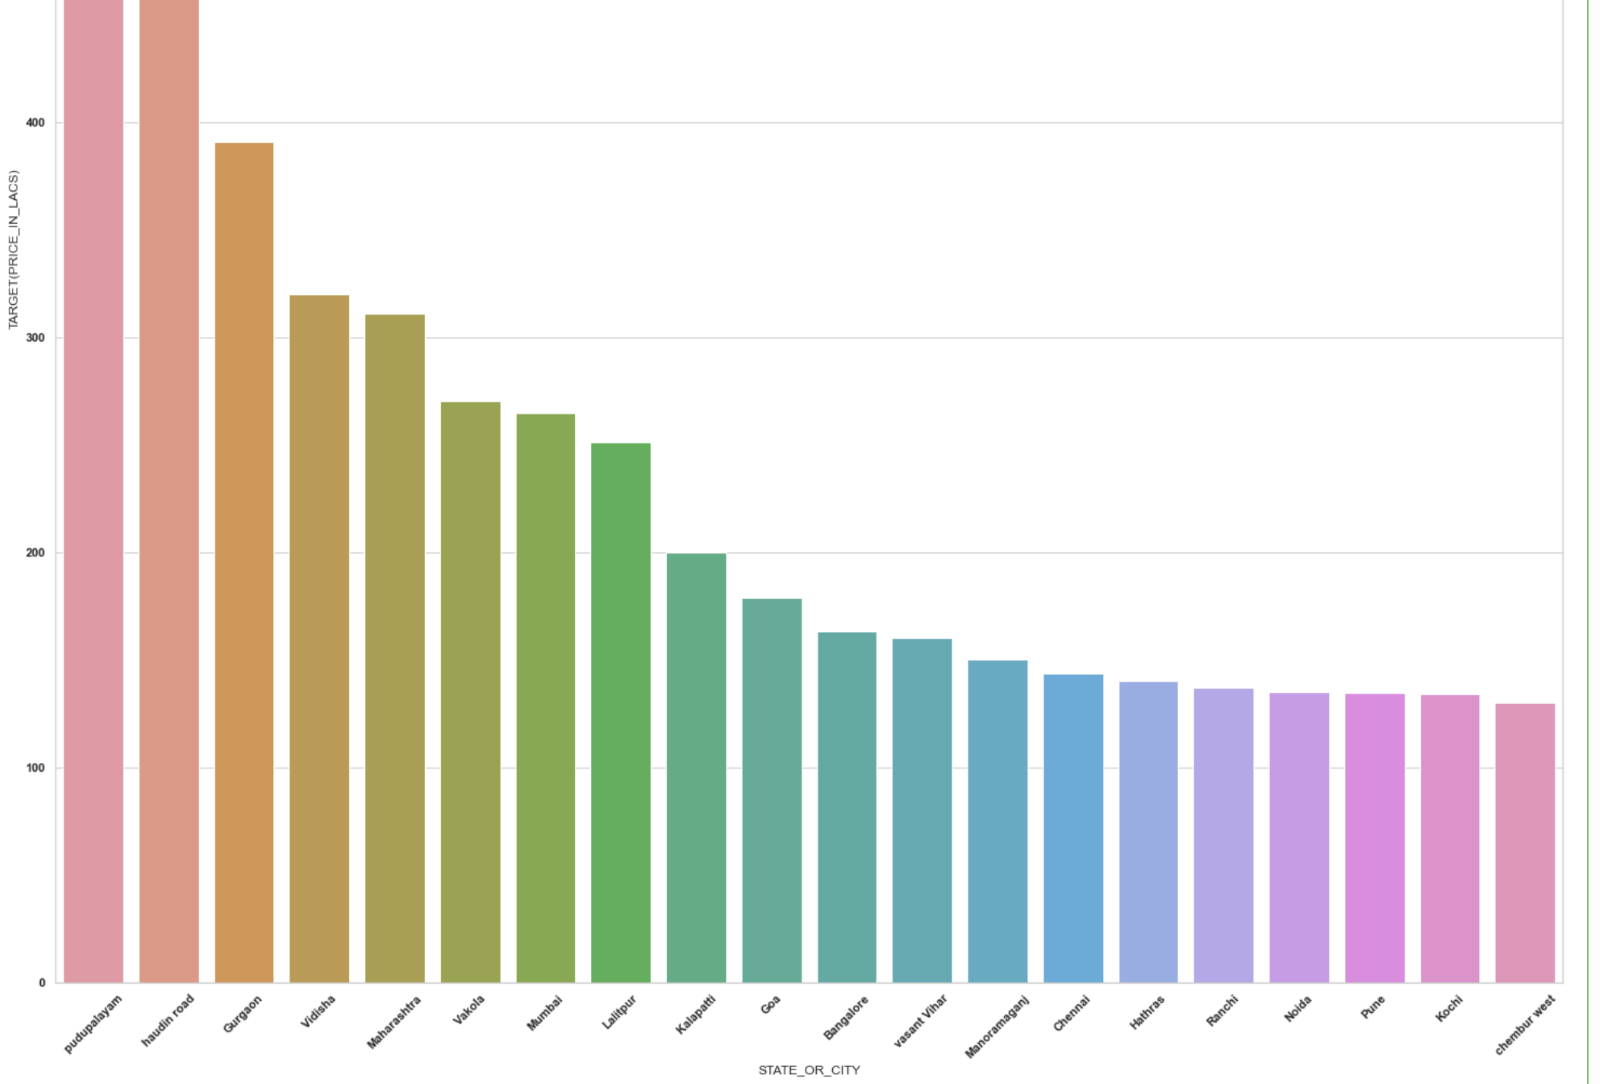 400
300
200
100
0
TARGET(PRICE_IN_LACS)
pudupalayam
haudin road
Gurgaon
Vidisha
Maharashtra
Vakola
Mumbai
Lalitpur
Kalapatti
Goa
Bangalore
vasant Vihar
Manoramaganj
Chennai
Hathras
Ranchi
Noida
Pune
Kochi
chembur west
STATE_OR_CITY